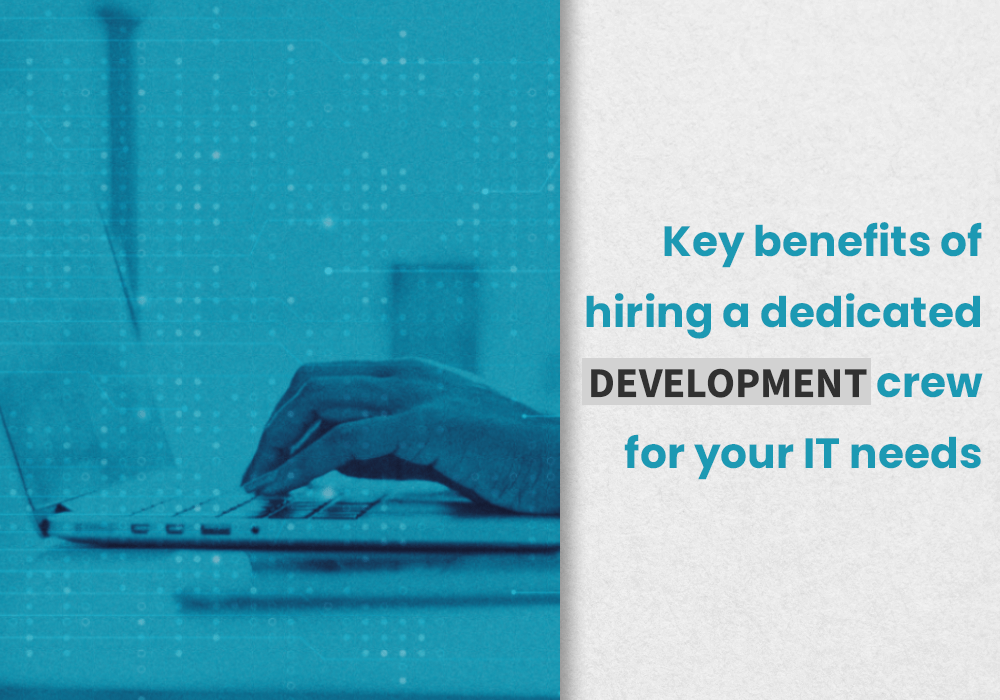 Key benefits of
hiring a dedicated
DEVELOPMENT crew
for your IT needs